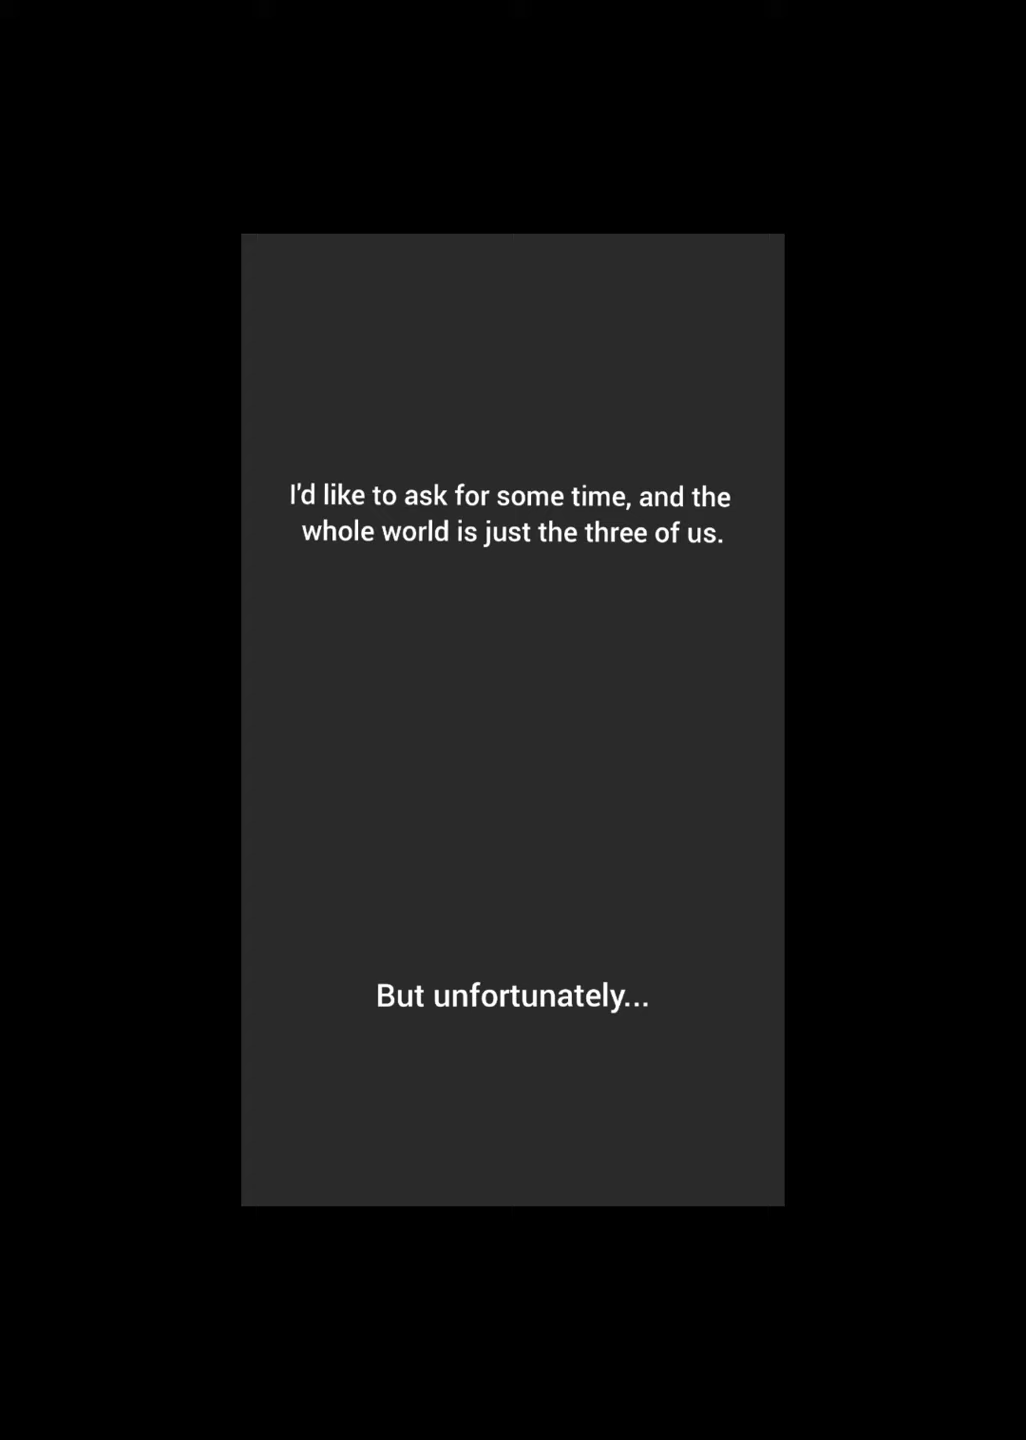 I'd like to ask for some time, and the
whole world is just the three of us.
But unfortunately...